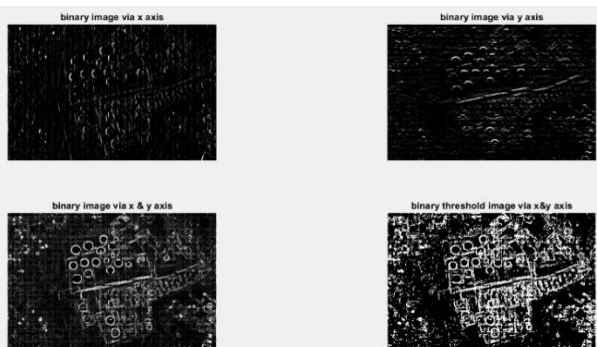 binary image via x axis
binary image via y axis
binary image via x & y axis
binary threshold image via x&y axis